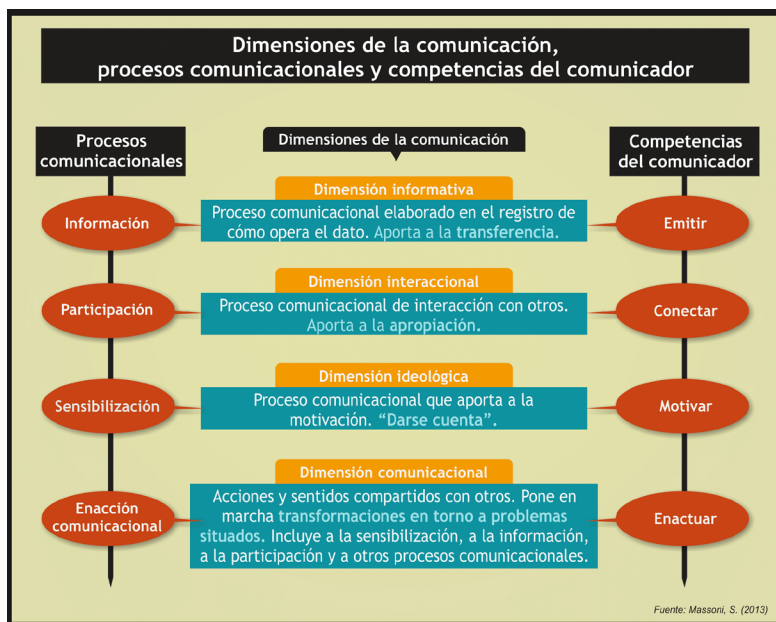 Dimensiones de la comunicación,
procesos comunicacionales y competencias del comunicador
Procesos
comunicacionales
Dimensiones de la comunicación
Competencias
del comunicador
Información
Dimensión informativa
Proceso comunicacional elaborado en el registro de
cómo opera el dato. Aporta a la transferencia.
Emitir
Participación
Dimensión interaccional
Proceso comunicacional de interacción con otros.
Aporta a la apropiación.
Conectar
Sensibilización
Dimensión ideológica
Proceso comunicacional que aporta a la
motivación. “Darse cuenta”.
Motivar
Enacción
comunicacional
Dimensión comunicacional
Acciones y sentidos compartidos con otros. Pone en
marcha transformaciones en torno a problemas
situados. Incluye a la sensibilización, a la información,
a la participación y a otros procesos comunicacionales.
Enactuar
Fuente: Massoni, S. (2013)